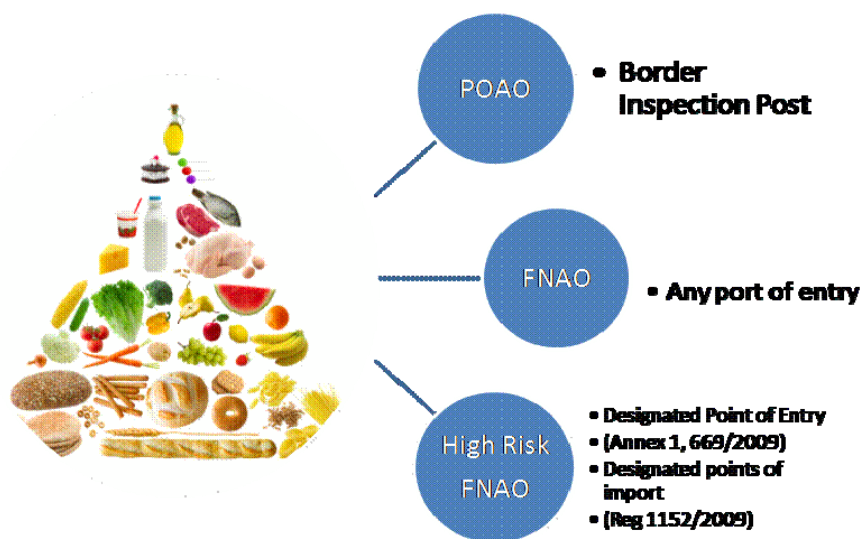 POAO
• Border
Inspection Post
FNAO
• Any port of entry
High Risk
FNAO
• Designated Point of Entry
• (Annex 1, 669/2009)
• Designated points of
import
• (Reg 1152/2009)